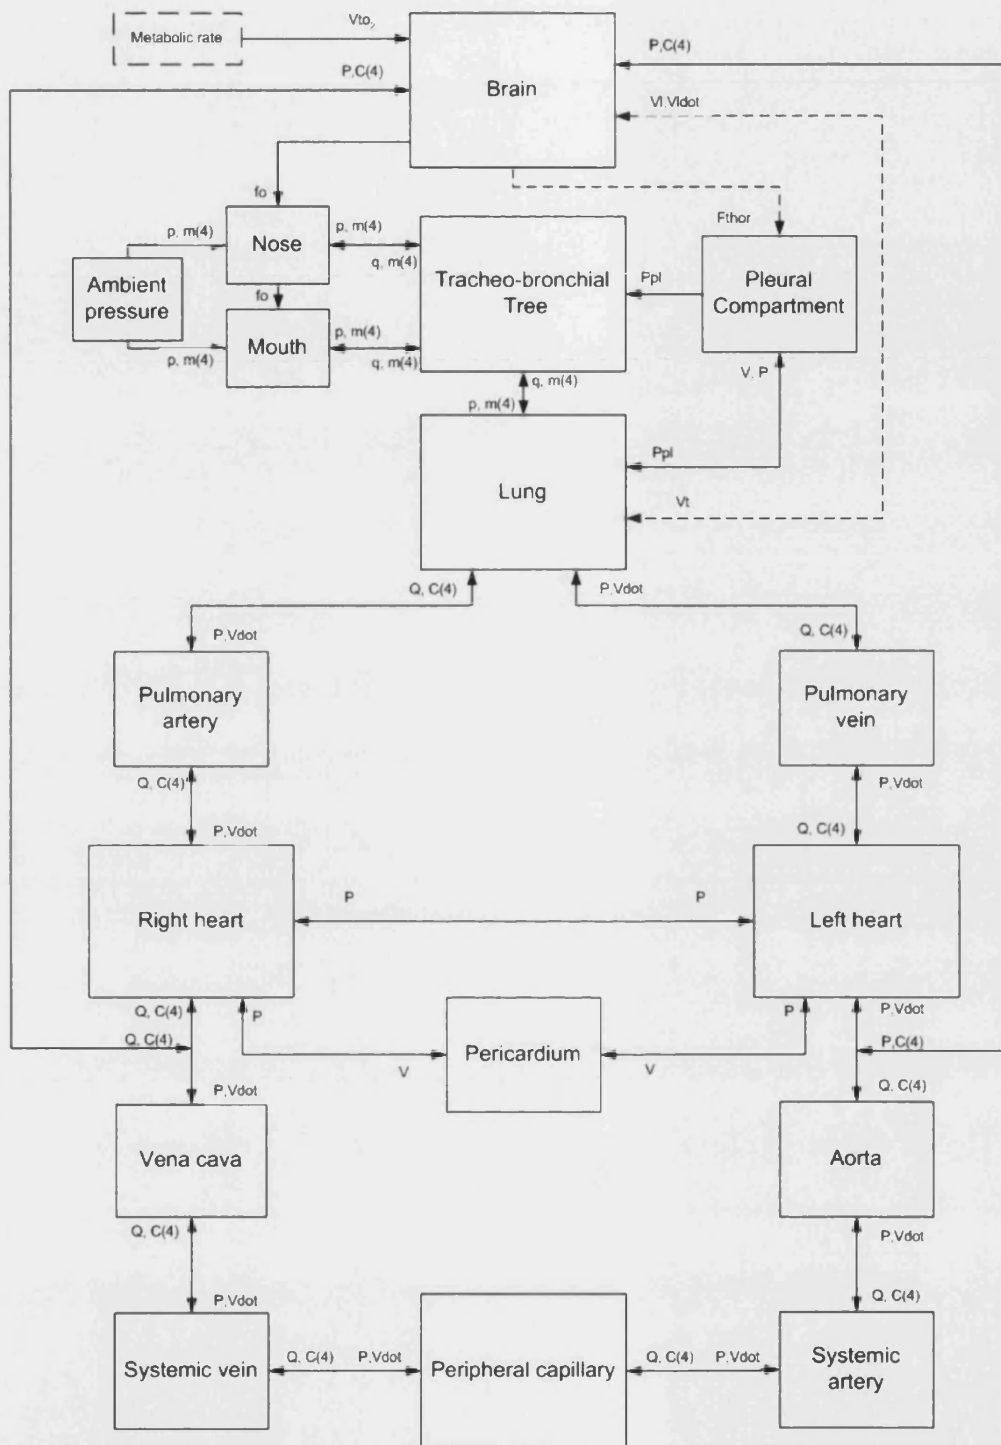 Vto,
Metabolic rate
P,C(4)
P,C(4)
Brain
Vl,Vldot
fo
Fthor
p, m(4)
Nose
p, m(4)
q, m(4)
Ambient
pressure
Tracheo-bronchial
Tree
Ppl
Pleural
Compartment
fo
p, m(4)
Mouth
p, m(4)
q, m(4)
V, P
q, m(4)
p, m(4)
Ppl
Lung
Vt
Q, C(4)
P,Vdot
P,Vdot
Q, C(4)
Pulmonary
artery
Pulmonary
vein
Q, C(4)
P,Vdot
P,Vdot
Q, C(4)
Right heart
P
P
Left heart
Q, C(4)
P
P
P,Vdot
Q, C(4)
P,C(4)
Pericardium
V
V
P,Vdot
Q, C(4)
Vena cava
Aorta
Q, C(4)
P,Vdot
P,Vdot
Q, C(4)
Systemic vein
Q, C(4)
P,Vdot
Peripheral capillary
Q, C(4)
P,Vdot
Systemic
artery